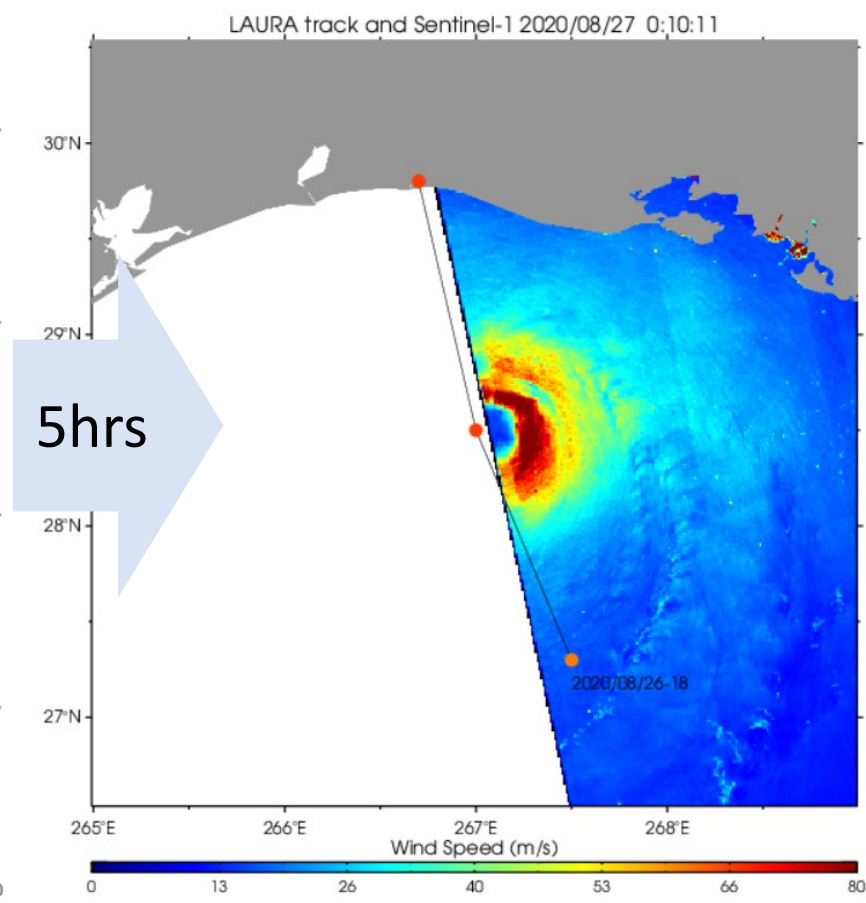 LAURA track and Sentinel-1 2020/08/27 0:10:11
30°N
29°N
5hrs
28°N
2020/08/26-18
27°N
265°E 266°E 267°E 268°E
Wind Speed (m/s)
0 13 26 40 53 66 80